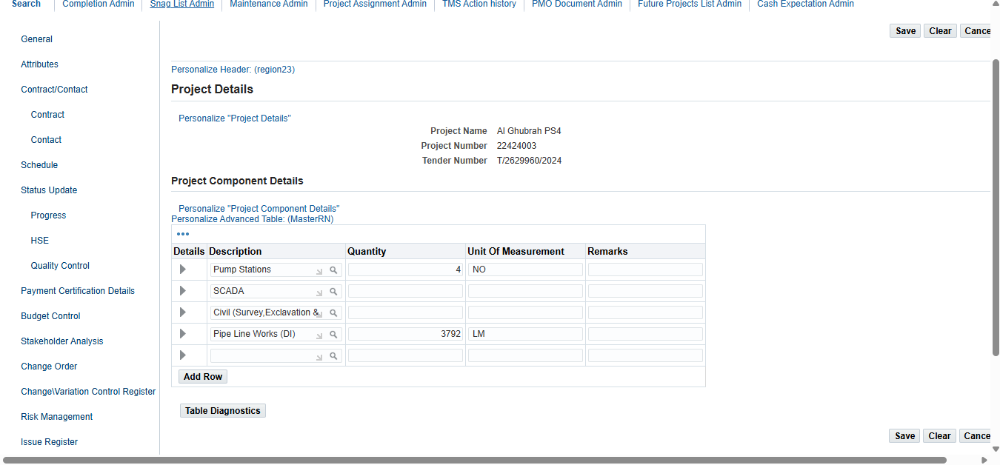 Search Completion Admin Snag List Admin Maintenance Admin Project Assignment Admin TMS Action history PMO Document Admin Future Projects List Admin Cash Expectation Admin
Save Clear Cance
General
Attributes
Contract/Contact
Contract
Contact
Schedule
Status Update
Progress
HSE
Quality Control
Payment Certification Details
Budget Control
Stakeholder Analysis
Change Order
Change\Variation Control Register
Risk Management
Issue Register
Personalize Header: (region23)
Project Details
Personalize "Project Details"
Project Name Al Ghubrah PS4
Project Number 22424003
Tender Number T/2629960/2024
Project Component Details
Personalize "Project Component Details"
Personalize Advanced Table: (MasterRN)
Details Description Quantity Unit Of Measurement Remarks
Pump Stations 4 NO
SCADA
Civil (Survey,Exclavation &
Pipe Line Works (DI) 3792 LM
Add Row
Table Diagnostics
Save Clear Cance